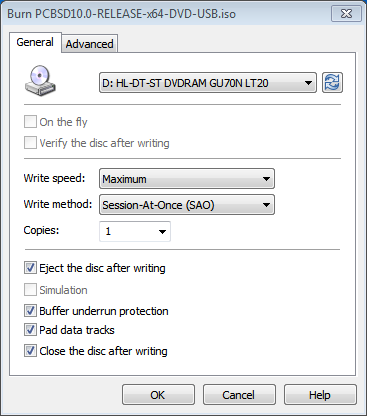 Burn PCBSD10.0-RELEASE-x64-DVD-USB.iso
General Advanced
D: HL-DT-ST DVDRAM GU70N LT20
On the fly
Verify the disc after writing
Write speed: Maximum
Write method: Session-At-Once (SAO)
Copies: 1
Eject the disc after writing
Simulation
Buffer underrun protection
Pad data tracks
Close the disc after writing
OK Cancel Help